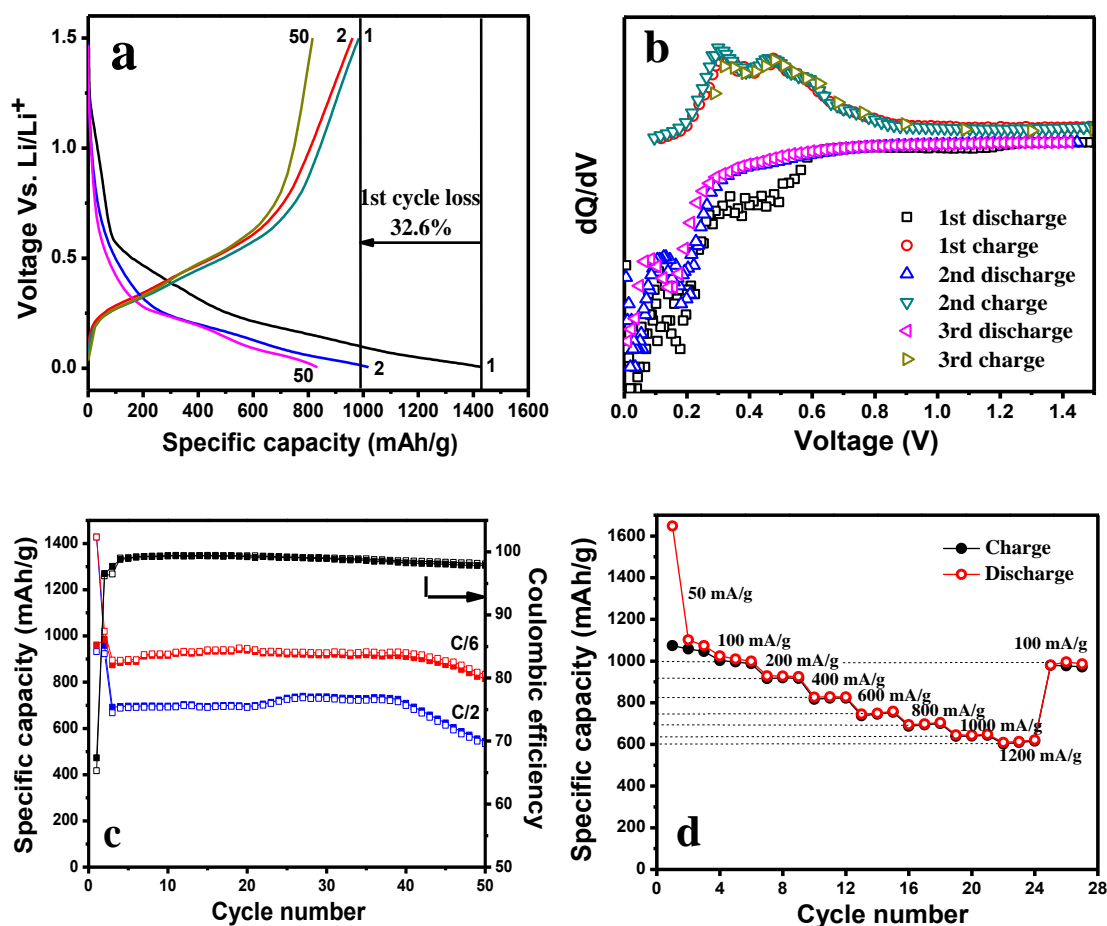 a
50
2
1
1.5
1.0
0.5
0.0
1st cycle loss
32.6%
50
2
1
0
200
400
600
800
1000
1200
1400
1600
Voltage Vs. Li/Li⁺
Specific capacity (mAh/g)
b
dQ/dV
1st discharge
1st charge
2nd discharge
2nd charge
3rd discharge
3rd charge
0.0
0.2
0.4
0.6
0.8
1.0
1.2
1.4
Voltage (V)
c
1400
1200
1000
800
600
400
200
0
C/6
C/2
100
90
80
70
60
50
0
10
20
30
40
50
Specific capacity (mAh/g)
Coulombic efficiency
Cycle number
d
1600
1400
1200
1000
800
600
400
200
0
Charge
Discharge
50 mA/g
100 mA/g
200 mA/g
400 mA/g
600 mA/g
800 mA/g
1000 mA/g
1200 mA/g
100 mA/g
0
4
8
12
16
20
24
28
Specific capacity (mAh/g)
Cycle number